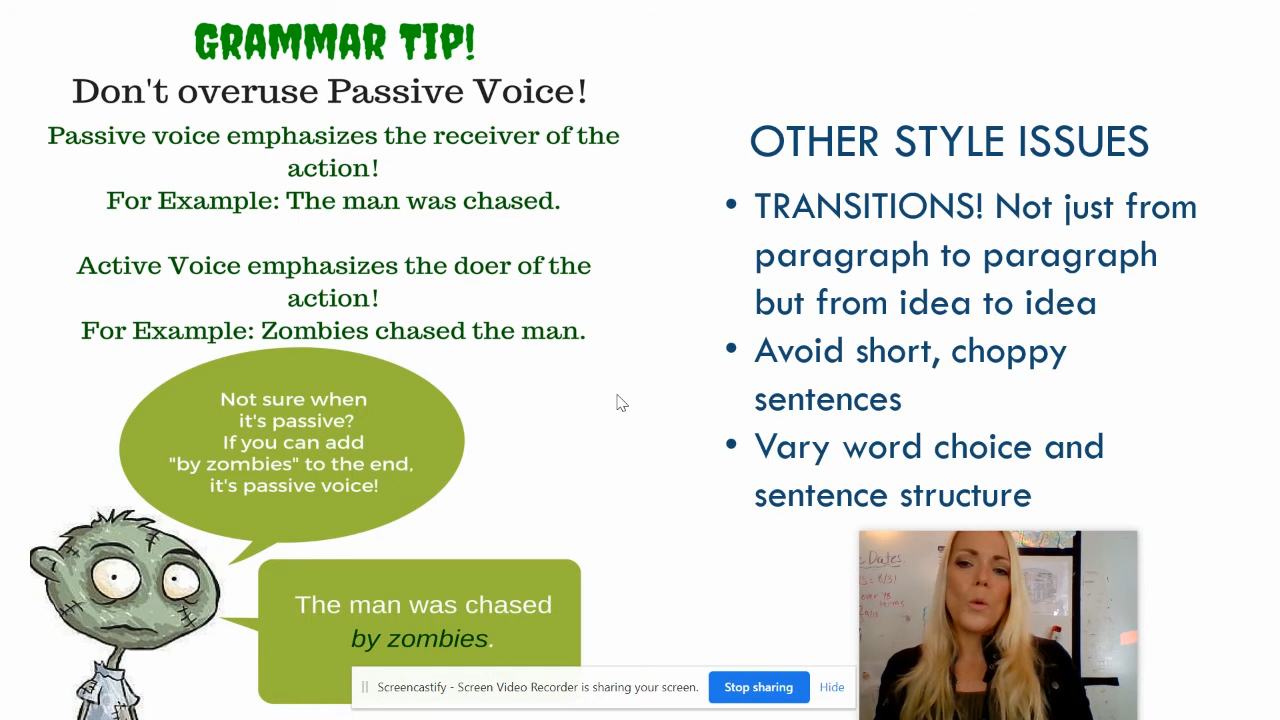 GRAMMAR TIP!
Don't overuse Passive Voice!
Passive voice emphasizes the receiver of the
action!
For Example: The man was chased.
Active Voice emphasizes the doer of the
action!
For Example: Zombies chased the man.
Not sure when
it's passive?
If you can add
"by zombies" to the end,
it's passive voice!
The man was chased
by zombies.
OTHER STYLE ISSUES
• TRANSITIONS! Not just from
paragraph to paragraph
but from idea to idea
• Avoid short, choppy
sentences
• Vary word choice and
sentence structure
Dates
Screencastify - Screen Video Recorder is sharing your screen.
Stop sharing
Hide